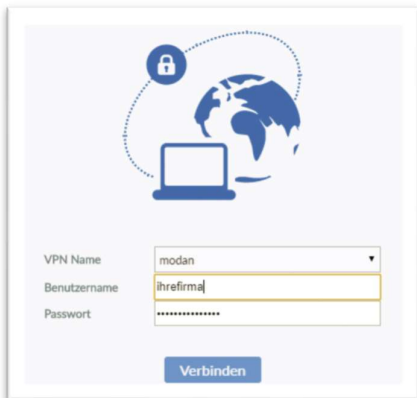 VPN Name modan
Benutzername ihrefirma
Passwort •••••••••••••••
Verbinden